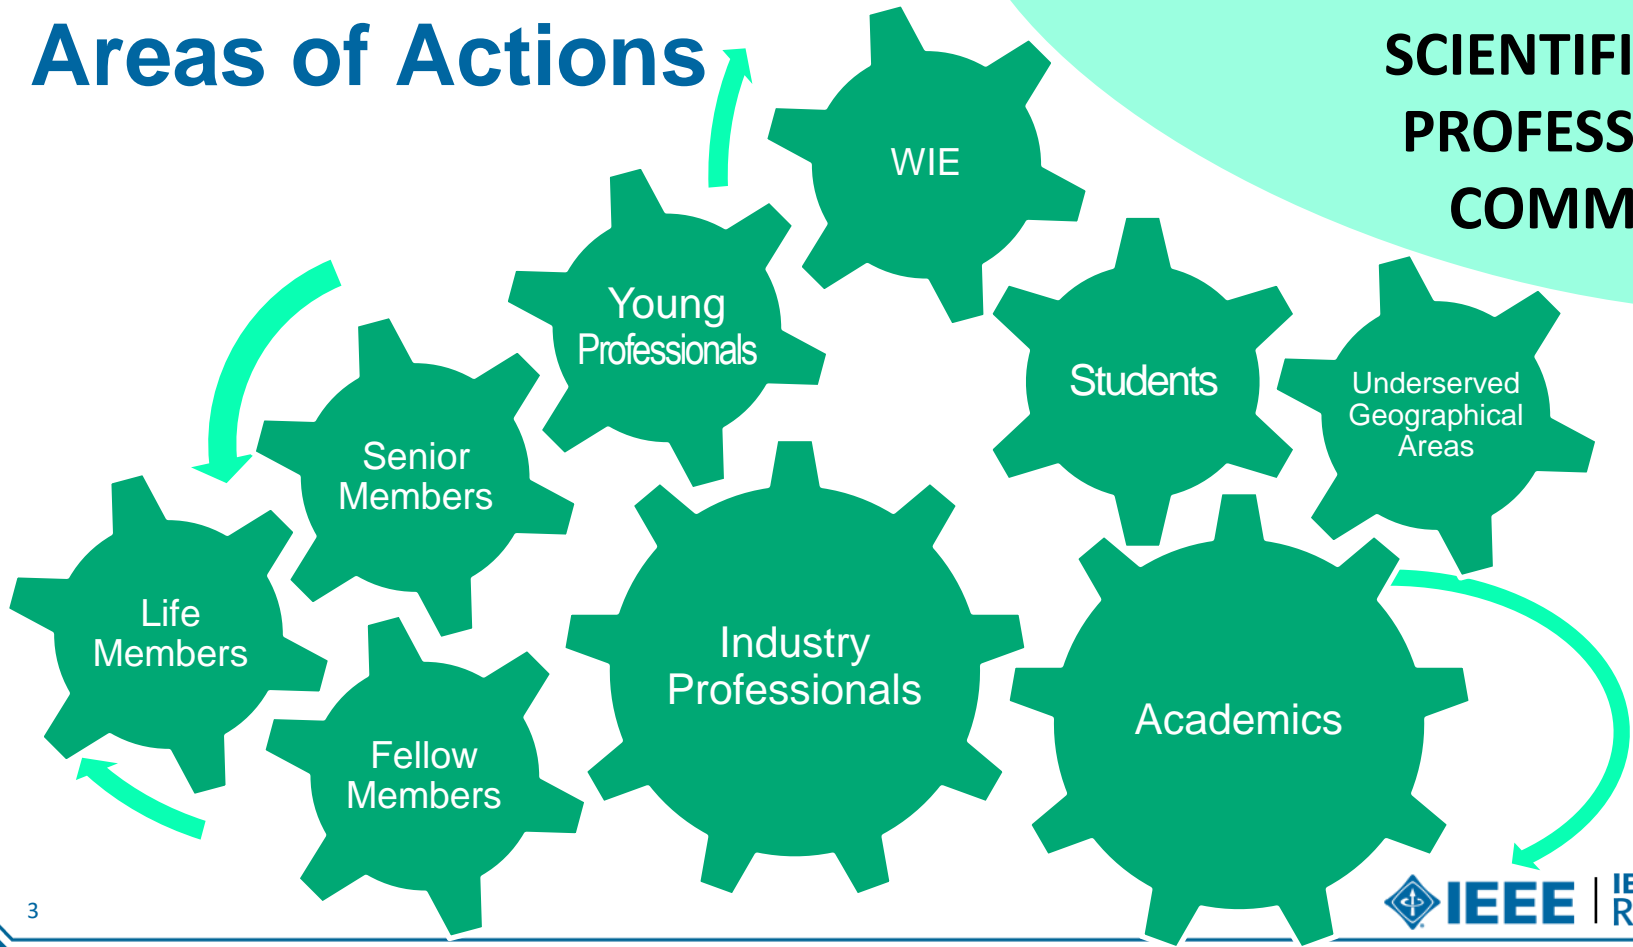 Areas of Actions
SCIENTIFI
PROFESS
COMM
WIE
Young
Professionals
Students
Underserved
Geographical
Areas
Senior
Members
Life
Members
Industry
Professionals
Academics
Fellow
Members
3
IEEE